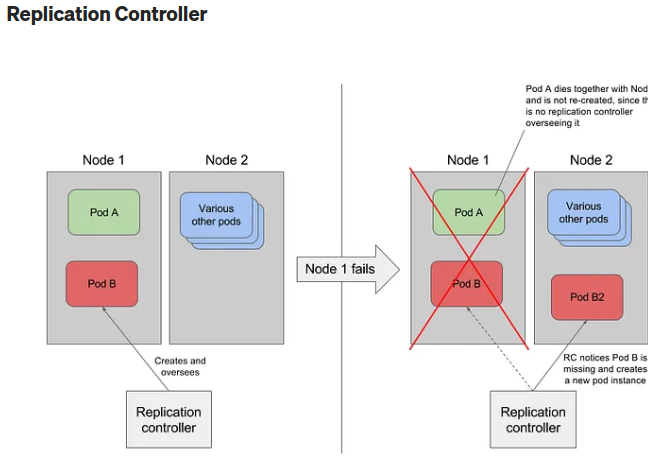 Replication Controller
Node 1
Node 2
Pod A
Various
other pods
Pod B
Creates and
oversees
Replication
controller
Node 1 fails
Pod A dies together with Nod
and is not re-created, since th
is no replication controller
overseeing it
Node 1
Node 2
Pod A
Various
other pods
Pod B
Pod B2
RC notices Pod B is
missing and creates
a new pod instance
Replication
controller